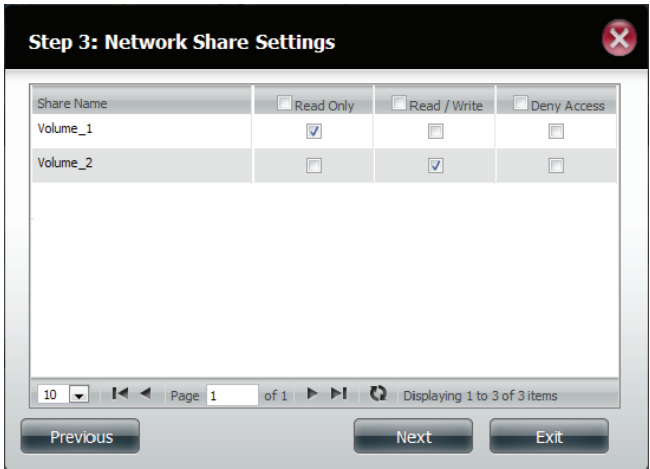 Step 3: Network Share Settings
Share Name Read Only Read / Write Deny Access
Volume_1
Volume_2
10 Page 1 of 1 Displaying 1 to 3 of 3 items
Previous Next Exit